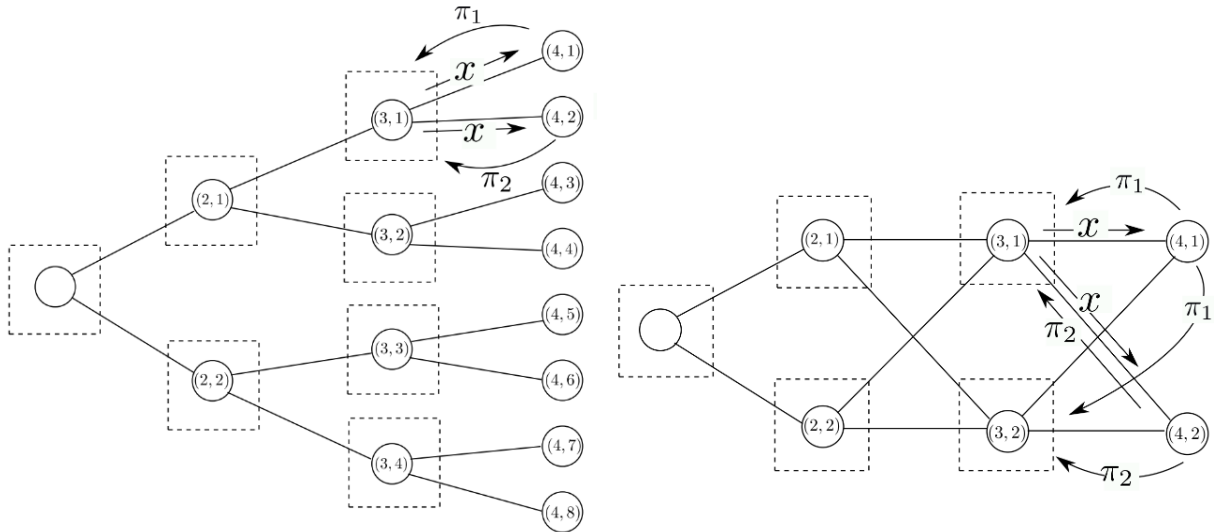 π₁
(4,1)
x
(3,1)
(4,2)
x
π₂
(4,3)
(2,1)
(3,2)
(4,4)
(4,5)
(3,3)
(2,2)
(4,6)
(4,7)
(3,4)
(4,8)
π₁
x
(2,1)
(3,1)
(4,1)
x
π₁
π₂
(2,2)
(3,2)
(4,2)
π₂